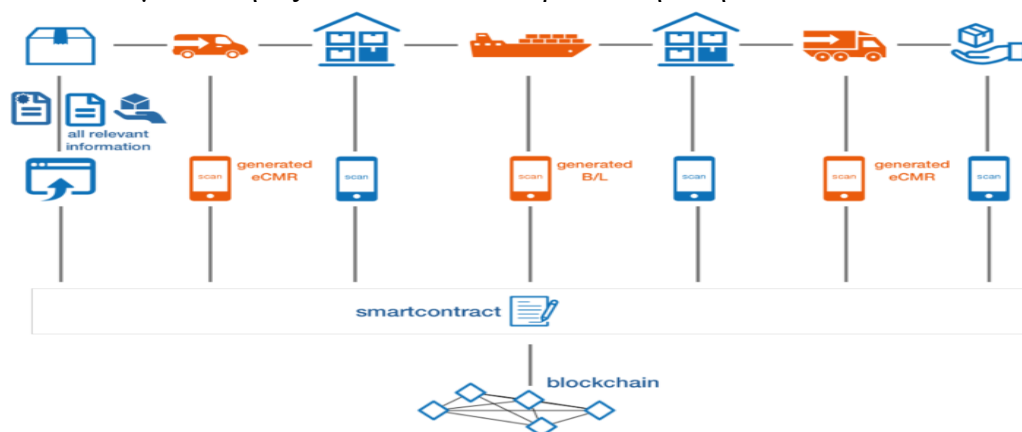 all relevant
information
scan
generated
eCMR
scan
scan
generated
B/L
scan
scan
generated
eCMR
scan
smartcontract
blockchain